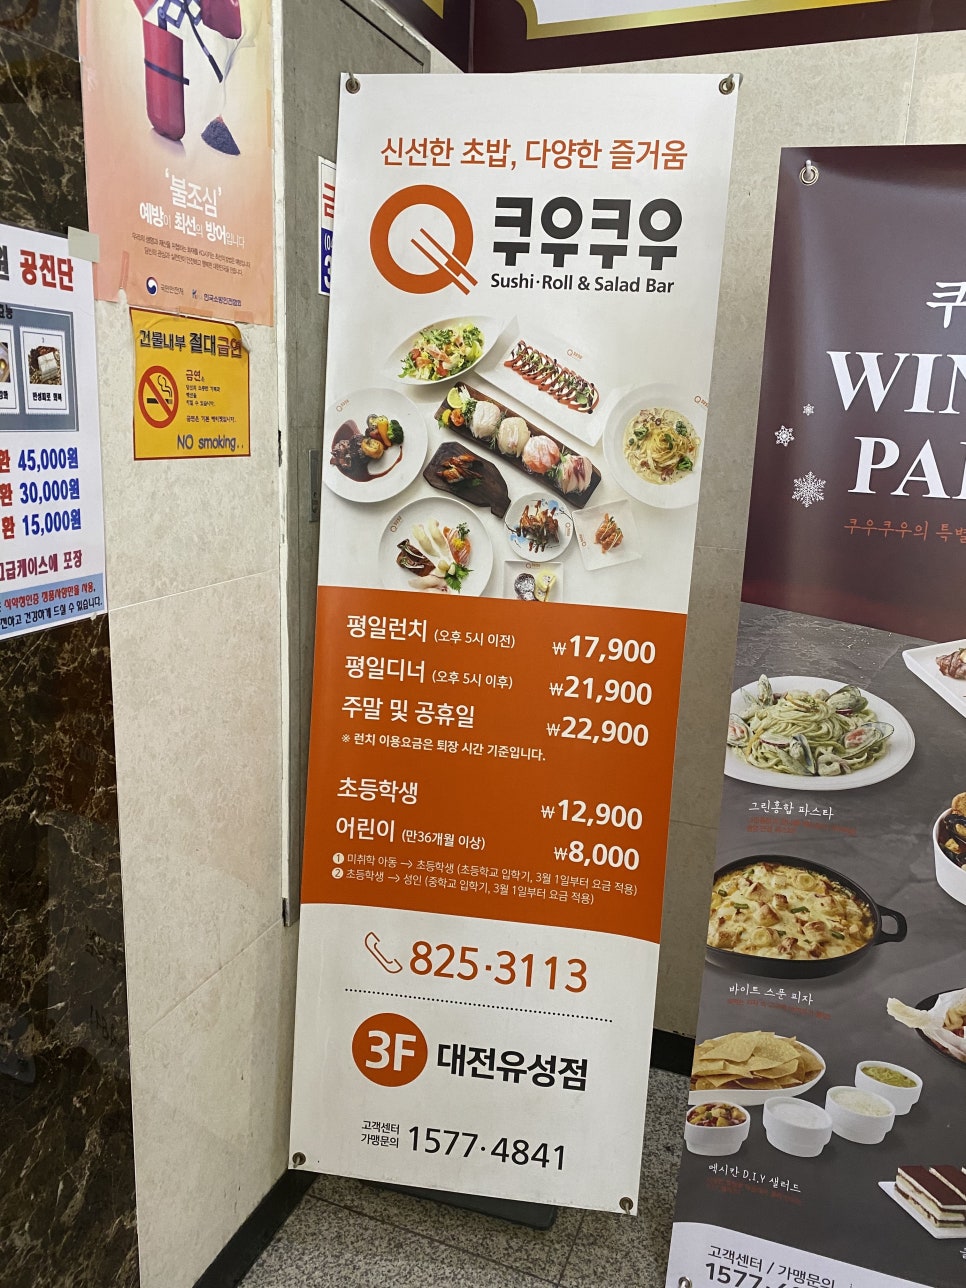 '불조심'
예방이 최선의 방어입니다
공진단
건물내부 절대금연
금연은
NO smoking..
환 45,000원
환 30,000원
환 15,000원
신선한 초밥, 다양한 즐거움
쿠우쿠우
Sushi·Roll & Salad Bar
평일런치 (오후 5시 이전) ₩17,900
평일디너 (오후 5시 이후) ₩21,900
주말 및 공휴일 ₩22,900
※ 런치 이용요금은 퇴장 시간 기준입니다.
초등학생 ₩12,900
어린이 (만36개월 이상) ₩8,000
❶ 미취학 아동 → 초등학생 (초등학교 입학기, 3월 1일부터 요금 적용)
❷ 초등학생 → 성인 (중학교 입학기, 3월 1일부터 요금 적용)
825·3113
3F 대전유성점
고객센터
가맹문의 1577·4841
쿠
WIN
PA
쿠우쿠우의 특별
그린홍합 파스타
바이트 스푼 피자
멕시칸 D.I.Y 샐러드
고객센터 / 가맹문의